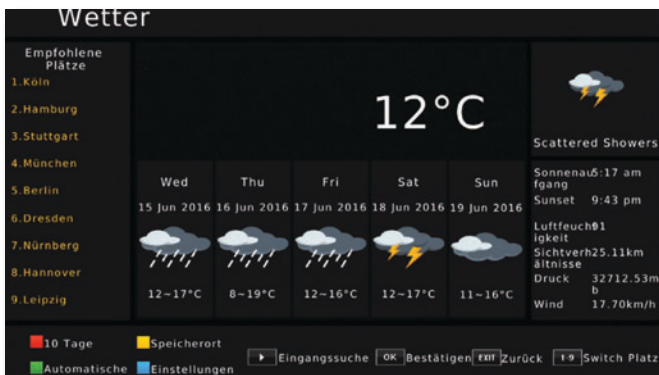 Wetter
Empfohlene
Plätze
1.Köln
2.Hamburg
3.Stuttgart
4.München
5.Berlin
6.Dresden
7.Nürnberg
8.Hannover
9.Leipzig
12°C
Wed Thu Fri Sat Sun
15 Jun 2016 16 Jun 2016 17 Jun 2016 18 Jun 2016 19 Jun 2016
12~17°C 8~19°C 12~16°C 12~17°C 11~16°C
Scattered Showers
Sonnenau5:17 am
fgang
Sunset 9:43 pm
Luftfeucht91
igkeit
Sichtverh25.11km
ältnisse
Druck 32712.53m
b
Wind 17.70km/h
10 Tage Speicherort
Eingangssuche OK Bestätigen EXIT Zurück 1-9 Switch Platz
Automatische Einstellungen